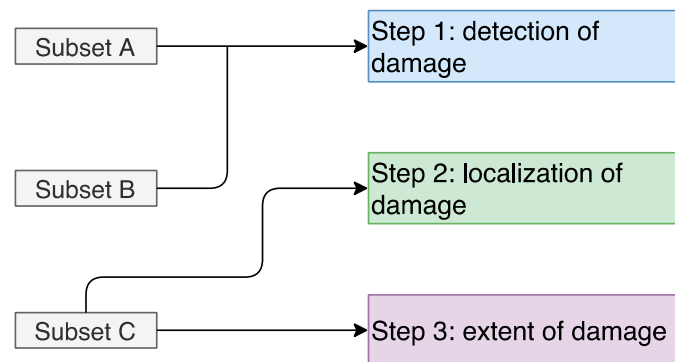 Subset A
Step 1: detection of
damage
Subset B
Step 2: localization of
damage
Subset C
Step 3: extent of damage